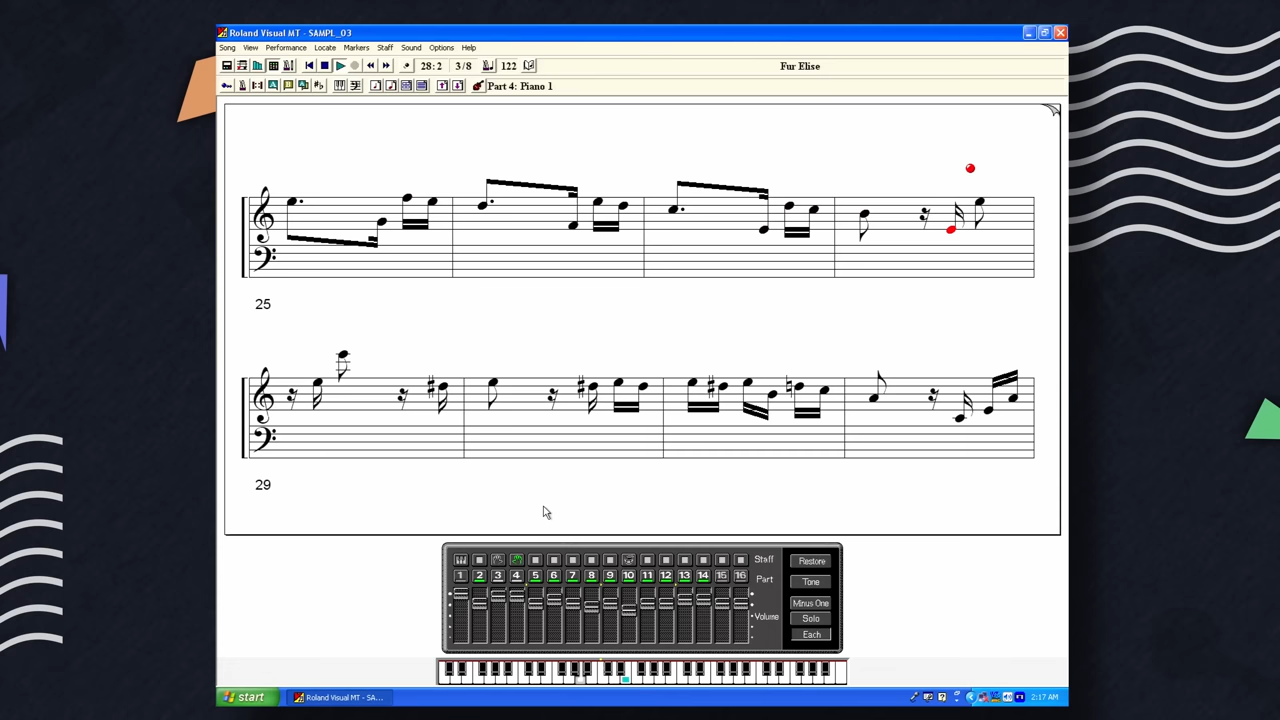 Roland Visual MT - SAMPL_03
Song View Performance Locate Markers Staff Sound Options Help
28:2 3/8 122 Fur Elise
Part 4: Piano 1
25
29
Staff Restore
1 2 3 4 5 6 7 8 9 10 11 12 13 14 15 16 Part Tone
Minus One
Volume Solo
Each
start Roland Visual MT - SA... 2:17 AM